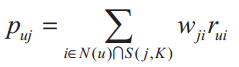 p_{uj} = \sum_{i \in N(u) \cap S(j,K)} w_{ji} r_{ui}